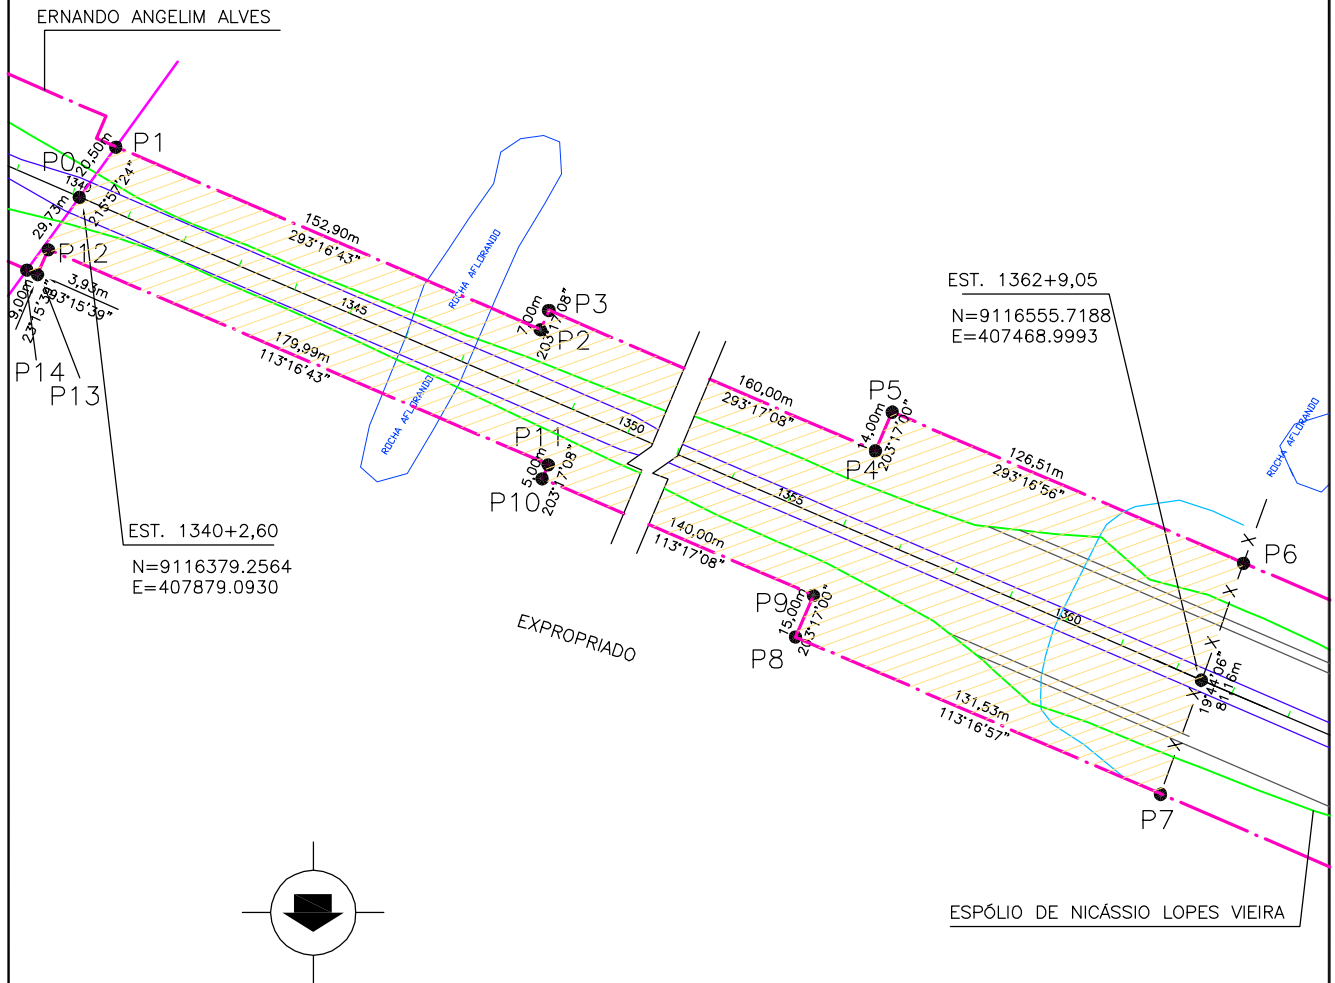 ERNANDO ANGELIM ALVES
P1
P0
20,50m
215°57'24"
1340
29,73m
P12
3,93m
9,00m
23°15'39"
P14
P13
152,90m
293°16'43"
ROCHA AFLORANDO
1345
179,99m
113°16'43"
ROCHA AFLORANDO
7,00m
203°17'08"
P3
P2
P11
5,00m
203°17'08"
P10
1350
160,00m
293°17'08"
P5
14,00m
203°17'00"
P4
EST. 1362+9,05
N=9116555.7188
E=407468.9993
126,51m
293°16'56"
ROCHA AFLORANDO
1355
140,00m
113°17'08"
P9
15,00m
203°17'00"
P8
1360
X
P6
X
X
19°44'06"
81,16m
X
X
131,53m
113°16'57"
P7
EST. 1340+2,60
N=9116379.2564
E=407879.0930
EXPROPRIADO
ESPÓLIO DE NICÁSSIO LOPES VIEIRA